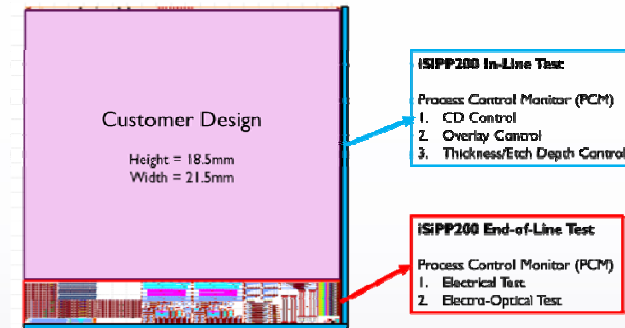 Customer Design
Height = 18.5mm
Width = 21.5mm
iSIPP200 In-Line Test
Process Control Monitor (PCM)
1. CD Control
2. Overlay Control
3. Thickness/Etch Depth Control
iSIPP200 End-of-Line Test
Process Control Monitor (PCM)
1. Electrical Test
2. Electro-Optical Test